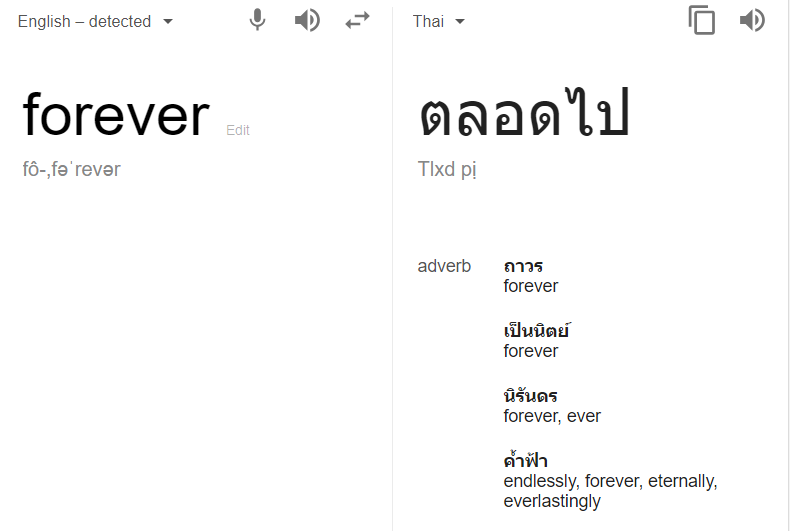 English – detected
Thai
forever Edit
ตลอดไป
fô-,fəˈrevər
Tlxd pị
adverb
ถาวร
forever
เป็นนิตย์
forever
นิรันดร
forever, ever
ค้ำฟ้า
endlessly, forever, eternally,
everlastingly